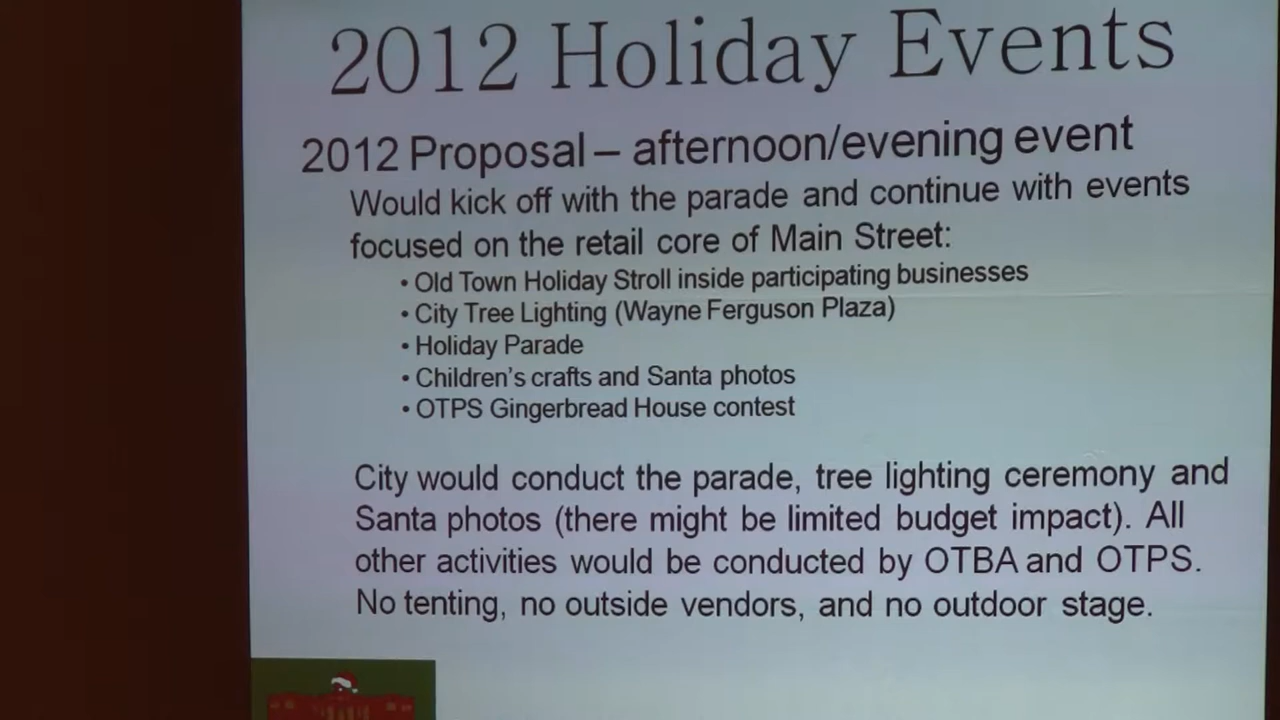 2012 Holiday Events
2012 Proposal – afternoon/evening event
Would kick off with the parade and continue with events
focused on the retail core of Main Street:
• Old Town Holiday Stroll inside participating businesses
• City Tree Lighting (Wayne Ferguson Plaza)
• Holiday Parade
• Children's crafts and Santa photos
• OTPS Gingerbread House contest
City would conduct the parade, tree lighting ceremony and
Santa photos (there might be limited budget impact). All
other activities would be conducted by OTBA and OTPS.
No tenting, no outside vendors, and no outdoor stage.